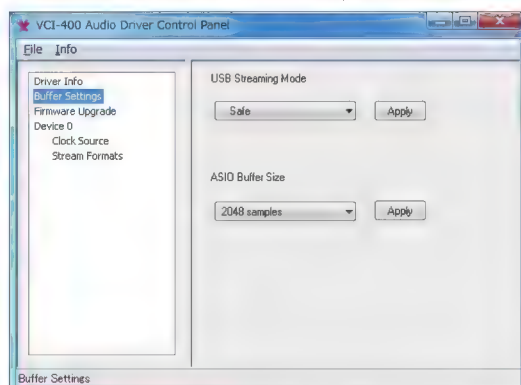 VCI-400 Audio Driver Control Panel
File Info
Driver Info
Buffer Settings
Firmware Upgrade
Device 0
Clock Source
Stream Formats
USB Streaming Mode
Safe
Apply
ASIO Buffer Size
2048 samples
Apply
Buffer Settings